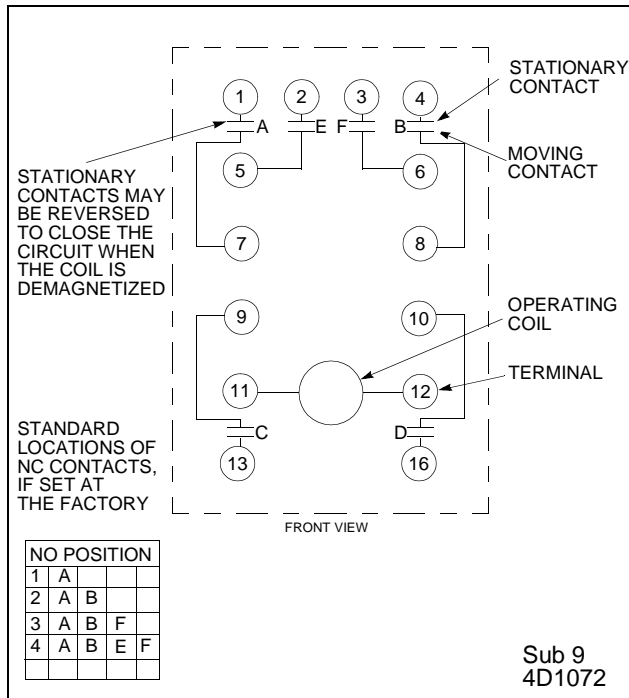 1
2
3
4
STATIONARY
CONTACT
A
E
F
B
MOVING
CONTACT
STATIONARY
CONTACTS MAY
BE REVERSED
TO CLOSE THE
CIRCUIT WHEN
THE COIL IS
DEMAGNETIZED
5
6
7
8
9
10
OPERATING
COIL
11
12
TERMINAL
C
D
13
16
STANDARD
LOCATIONS OF
NC CONTACTS,
IF SET AT
THE FACTORY
FRONT VIEW
NO POSITION
1 A
2 A B
3 A B F
4 A B E F
Sub 9
4D1072